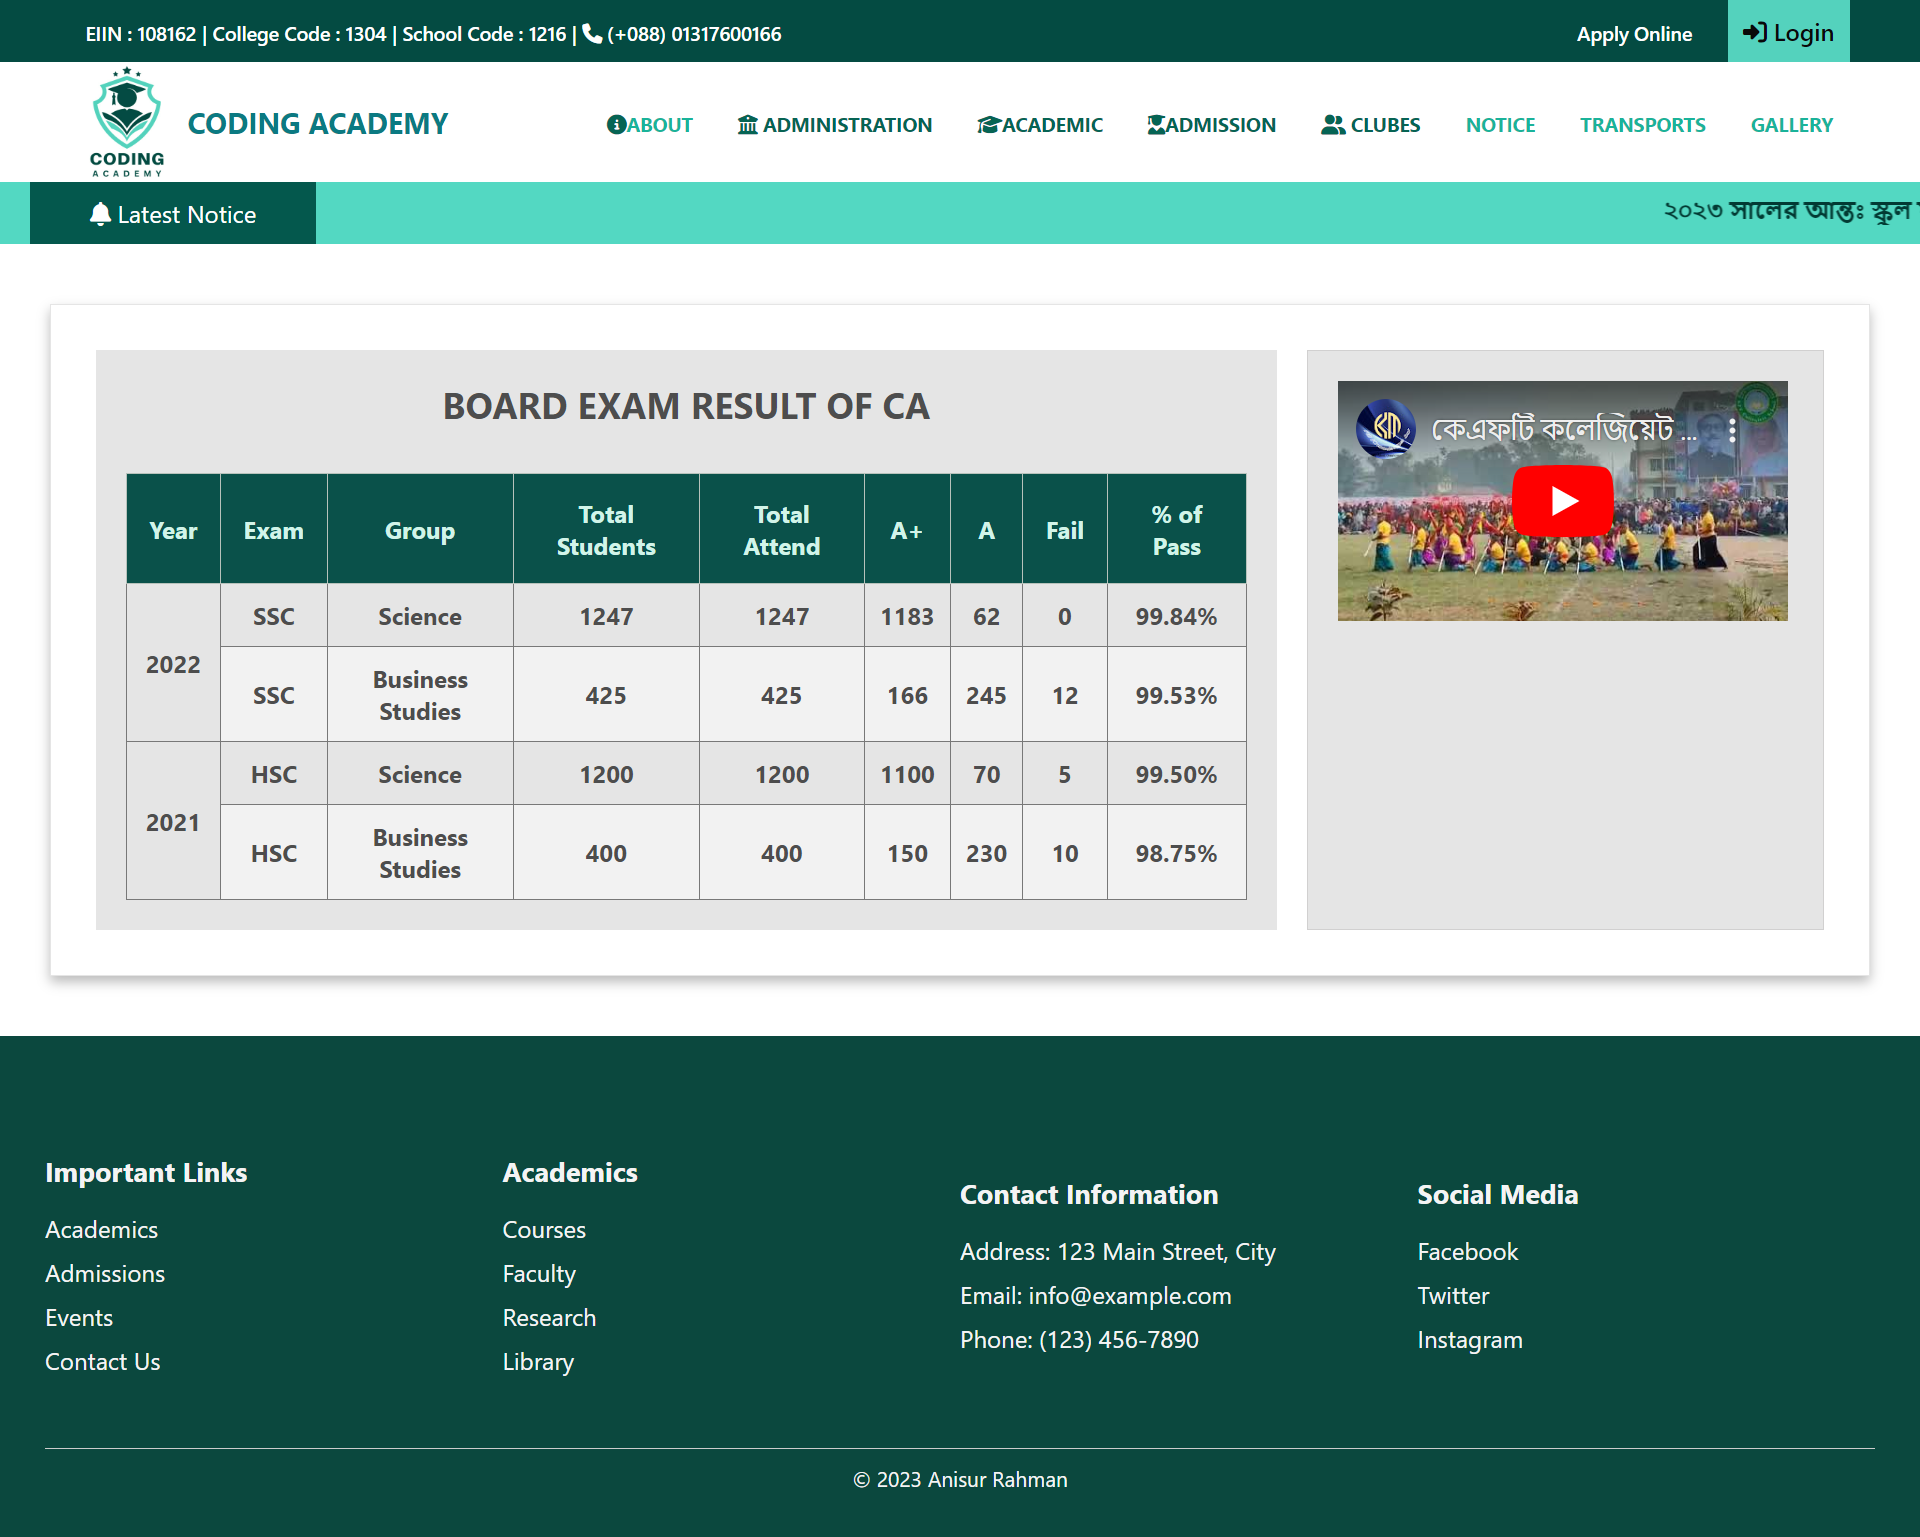 EIIN : 108162 | College Code : 1304 | School Code : 1216 | (+088) 01317600166
Apply Online
Login
CODING
ACADEMY
CODING ACADEMY
ABOUT
ADMINISTRATION
ACADEMIC
ADMISSION
CLUBES
NOTICE
TRANSPORTS
GALLERY
Latest Notice
২০২৩ সালের আন্তঃ স্কুল
BOARD EXAM RESULT OF CA
Year Exam Group Total Students Total Attend A+ A Fail % of Pass
2022 SSC Science 1247 1247 1183 62 0 99.84%
SSC Business Studies 425 425 166 245 12 99.53%
2021 HSC Science 1200 1200 1100 70 5 99.50%
HSC Business Studies 400 400 150 230 10 98.75%
কেএফটি কলেজিয়েট ...
Important Links
Academics
Admissions
Events
Contact Us
Academics
Courses
Faculty
Research
Library
Contact Information
Address: 123 Main Street, City
Email: info@example.com
Phone: (123) 456-7890
Social Media
Facebook
Twitter
Instagram
© 2023 Anisur Rahman